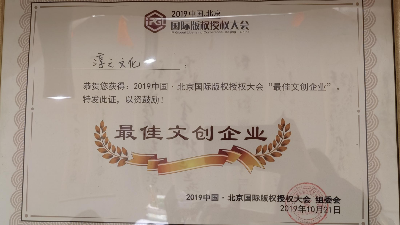 2019中国·北京
国际版权授权大会
淳之文化
恭贺您获得：2019中国·北京国际版权授权大会“最佳文创企业”，
特发此证，以资鼓励！
最佳文创企业
2019中国·北京国际版权授权大会 组委会
2019年10月21日